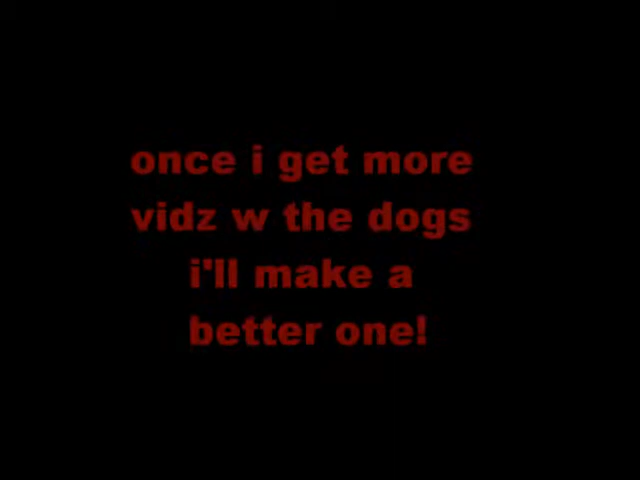 once i get more
vidz w the dogs
i'll make a
better one!